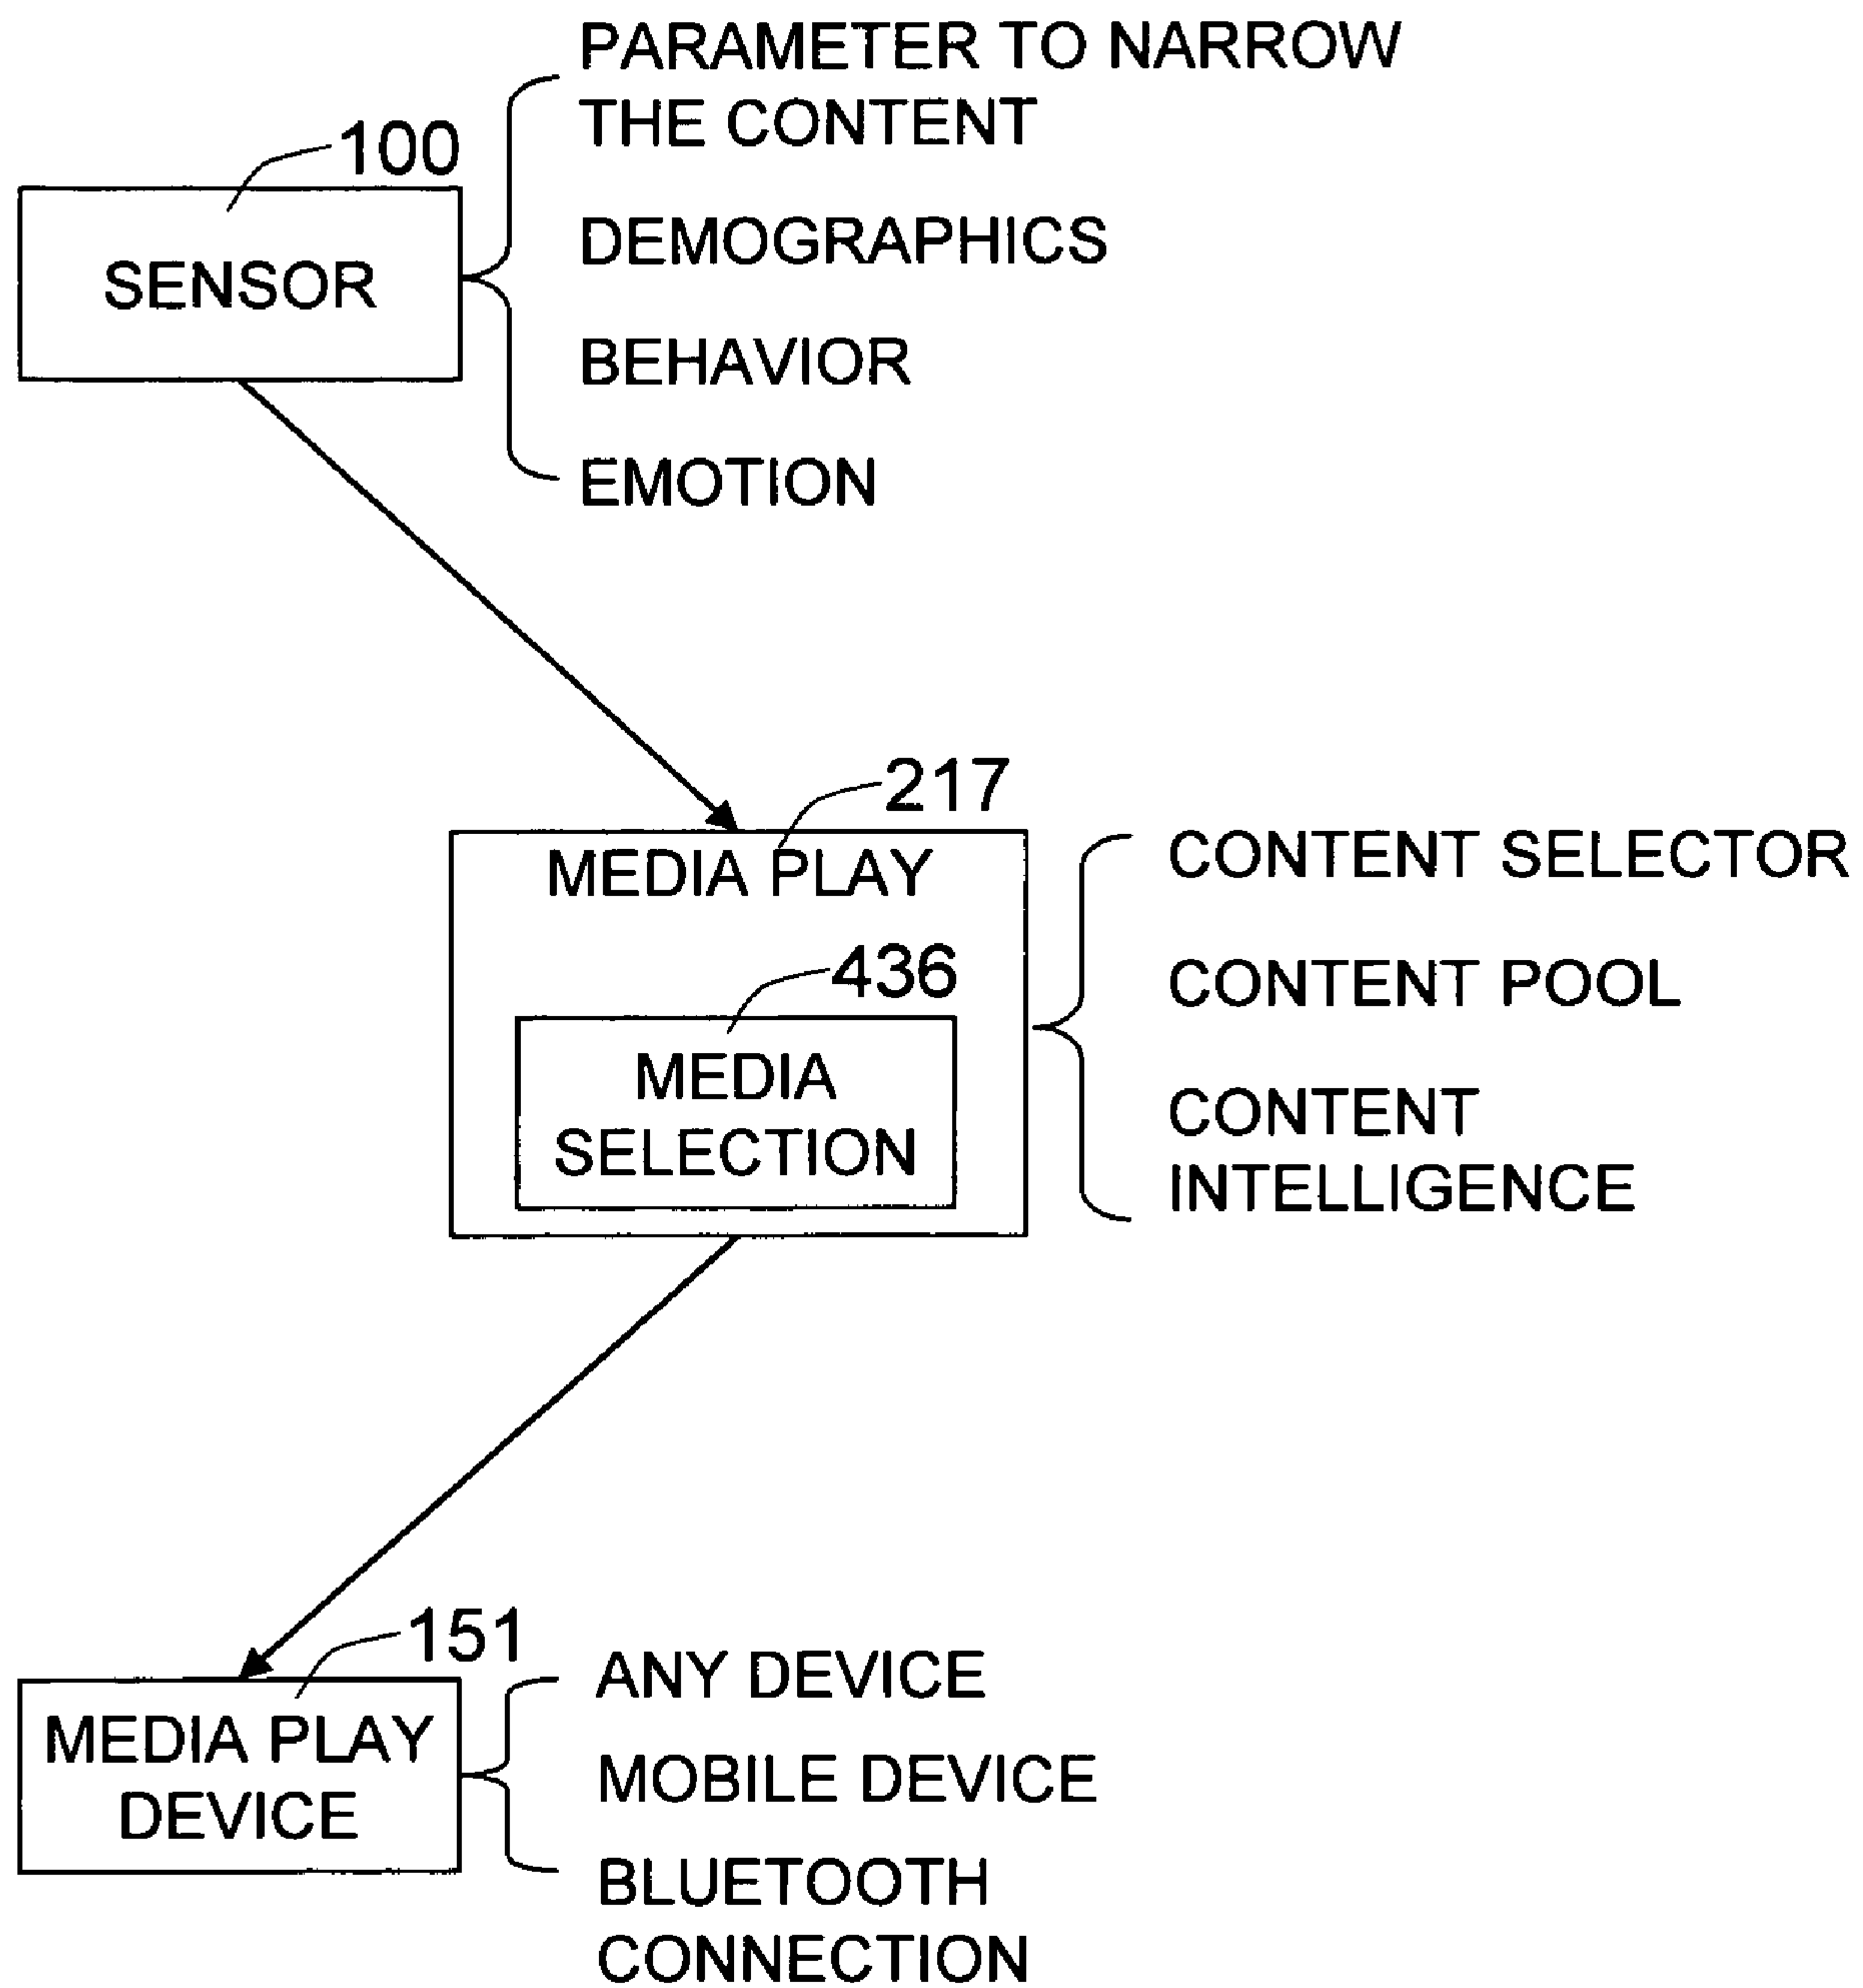 PARAMETER TO NARROW
THE CONTENT
100
SENSOR
DEMOGRAPHICS
BEHAVIOR
EMOTION
217
MEDIA PLAY
436
MEDIA
SELECTION
CONTENT SELECTOR
CONTENT POOL
CONTENT
INTELLIGENCE
151
MEDIA PLAY
DEVICE
ANY DEVICE
MOBILE DEVICE
BLUETOOTH
CONNECTION